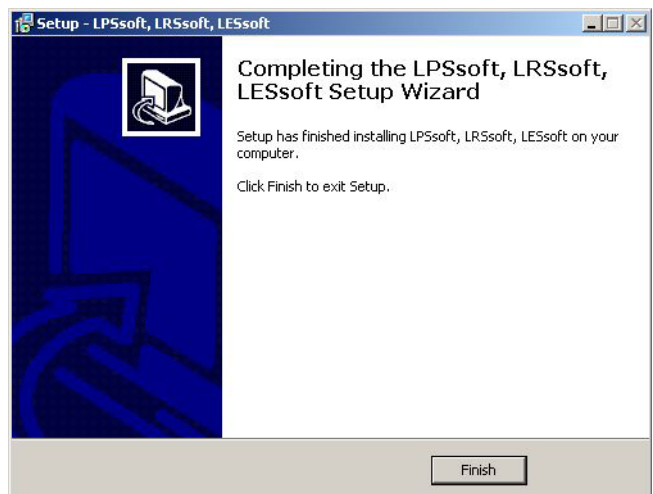 Setup - LPSsoft, LRSsoft, LESsoft
Completing the LPSsoft, LRSsoft,
LESsoft Setup Wizard
Setup has finished installing LPSsoft, LRSsoft, LESsoft on your
computer.
Click Finish to exit Setup.
Finish